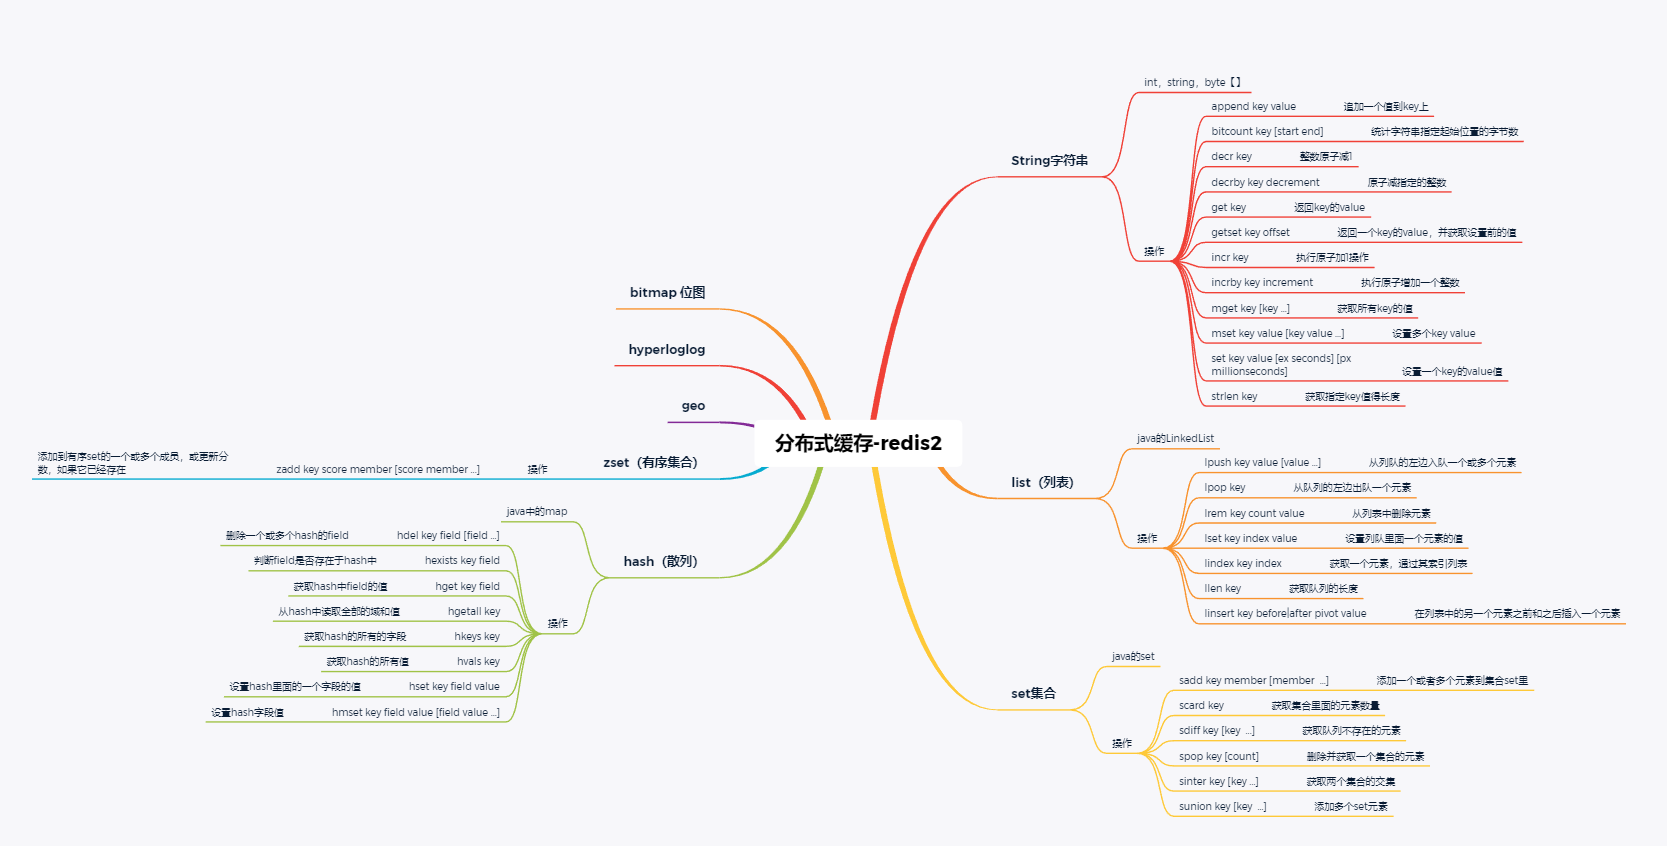 分布式缓存-redis2
String字符串
int，string，byte【】
操作
append key value
追加一个值到key上
bitcount key [start end]
统计字符串指定起始位置的字节数
decr key
整数原子减1
decrby key decrement
原子减指定的整数
get key
返回key的value
getset key offset
返回一个key的value，并获取设置前的值
incr key
执行原子加1操作
incrby key increment
执行原子增加一个整数
mget key [key ...]
获取所有key的值
mset key value [key value ...]
设置多个key value
set key value [ex seconds] [px
millionseconds]
设置一个key的value值
strlen key
获取指定key值得长度
list（列表）
java的LinkedList
操作
lpush key value [value ...]
从列队的左边入队一个或多个元素
lpop key
从队列的左边出队一个元素
lrem key count value
从列表中删除元素
lset key index value
设置列队里面一个元素的值
lindex key index
获取一个元素，通过其索引列表
llen key
获取队列的长度
linsert key before|after pivot value
在列表中的另一个元素之前和之后插入一个元素
set集合
java的set
操作
sadd key member [member ...]
添加一个或者多个元素到集合set里
scard key
获取集合里面的元素数量
sdiff key [key ...]
获取队列不存在的元素
spop key [count]
删除并获取一个集合的元素
sinter key [key ...]
获取两个集合的交集
sunion key [key ...]
添加多个set元素
bitmap 位图
hyperloglog
geo
zset（有序集合）
操作
zadd key score member [score member ...]
添加到有序set的一个或多个成员，或更新分
数，如果它已经存在
hash（散列）
java中的map
操作
hdel key field [field ...]
删除一个或多个hash的field
hexists key field
判断field是否存在于hash中
hget key field
获取hash中field的值
hgetall key
从hash中读取全部的域和值
hkeys key
获取hash的所有的字段
hvals key
获取hash的所有值
hset key field value
设置hash里面的一个字段的值
hmset key field value [field value ...]
设置hash字段值